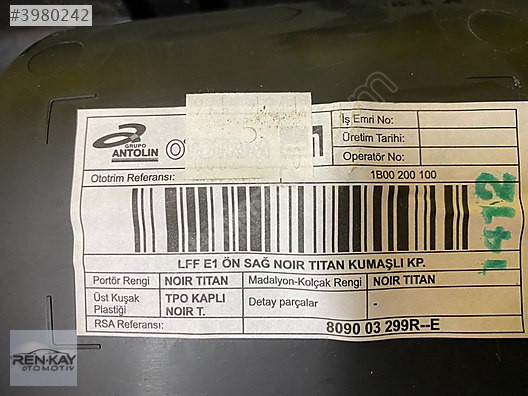 #3980242
GRUPO
ANTOLIN
İş Emri No:
Üretim Tarihi:
Operatör No:
Ototrim Referansı:
1B00 200 100
LFF E1 ÖN SAĞ NOIR TITAN KUMAŞLI KP.
Portör Rengi NOIR TITAN Madalyon-Kolçak Rengi NOIR TITAN
Üst Kuşak Plastiği TPO KAPLI NOIR T. Detay parçalar -
RSA Referansı: 8090 03 299R--E
1412
REN-KAY
OTOMOTİV